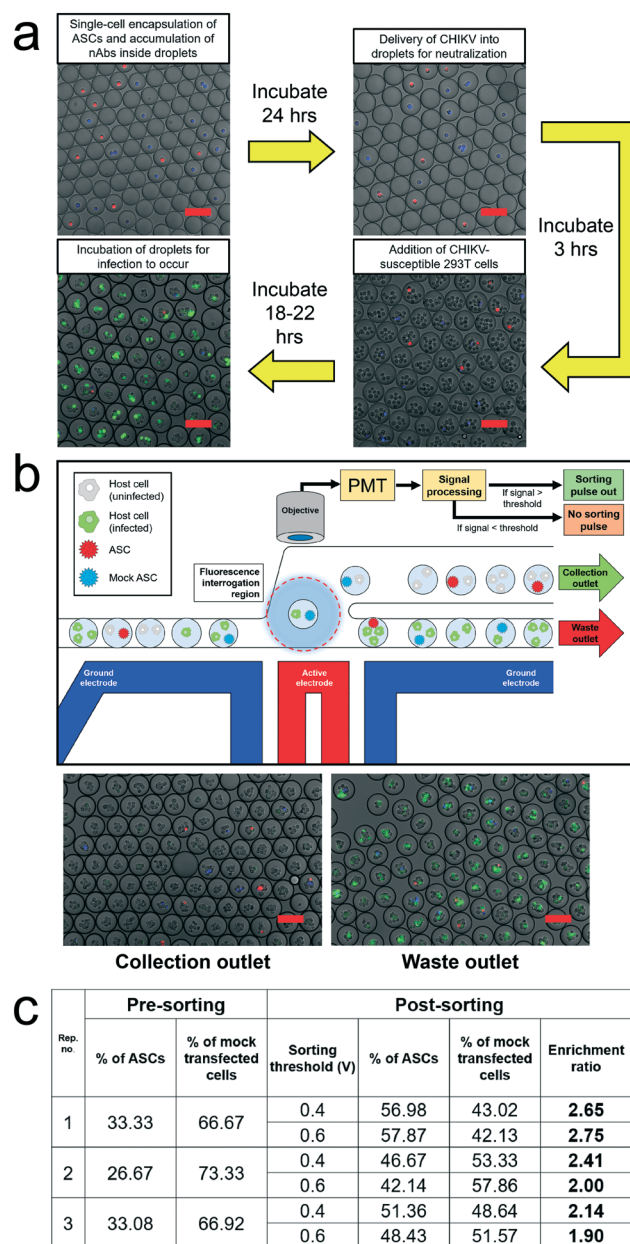 a
Single-cell encapsulation of
ASCs and accumulation of
nAbs inside droplets
Incubate
24 hrs
Delivery of CHIKV into
droplets for neutralization
Incubate
3 hrs
Addition of CHIKV-
susceptible 293T cells
Incubate
18-22
hrs
Incubation of droplets for
infection to occur
b
Host cell
(uninfected)
Host cell
(infected)
ASC
Mock ASC
Objective
PMT
Signal
processing
If signal >
threshold
Sorting
pulse out
If signal < threshold
No sorting
pulse
Fluorescence
interrogation
region
Collection
outlet
Waste
outlet
Ground
electrode
Active
electrode
Ground
electrode
Collection outlet
Waste outlet
c
Rep. no.
Pre-sorting
Post-sorting
% of ASCs
% of mock transfected cells
Sorting threshold (V)
% of ASCs
% of mock transfected cells
Enrichment ratio
1 33.33 66.67 0.4 56.98 43.02 2.65
0.6 57.87 42.13 2.75
2 26.67 73.33 0.4 46.67 53.33 2.41
0.6 42.14 57.86 2.00
3 33.08 66.92 0.4 51.36 48.64 2.14
0.6 48.43 51.57 1.90